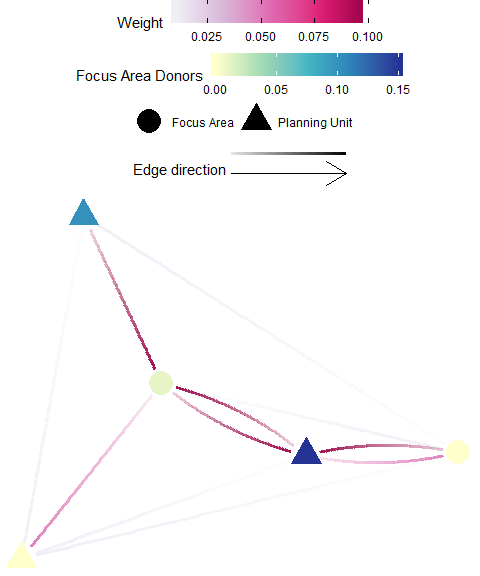 Weight
0.025 0.050 0.075 0.100
Focus Area Donors
0.00 0.05 0.10 0.15
Focus Area Planning Unit
Edge direction